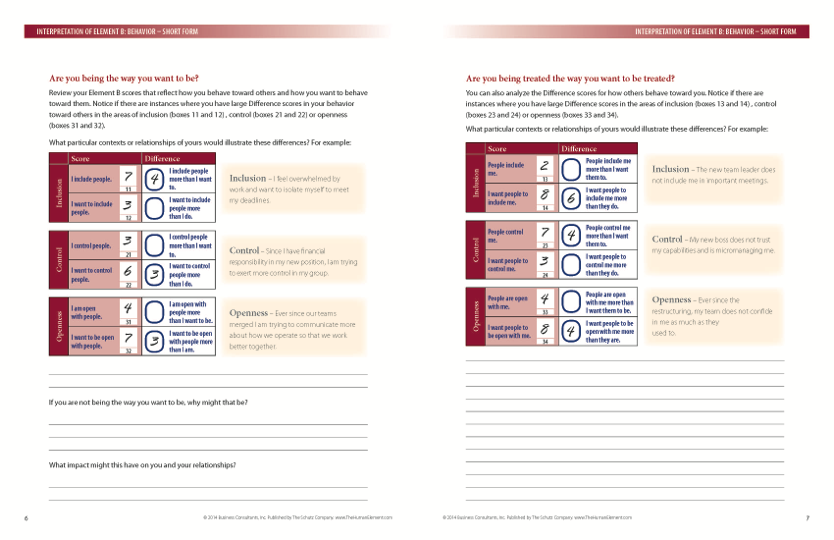 INTERPRETATION OF ELEMENT B: BEHAVIOR – SHORT FORM
Are you being the way you want to be?
Review your Element B scores that reflect how you behave toward others and how you want to behave
toward them. Notice if there are instances where you have large Difference scores in your behavior
toward others in the areas of inclusion (boxes 11 and 12), control (boxes 21 and 22) or openness
(boxes 31 and 32).
What particular contexts or relationships of yours would illustrate these differences? For example:
Score Difference
Inclusion
I include people. 7 11 4 I include people
more than I want
to.
I want to include
people. 3 12 I want to include
people more
than I do.
Inclusion – I feel overwhelmed by
work and want to isolate myself to meet
my deadlines.
Control
I control people. 3 21 I control people
more than I want
to.
I want to control
people. 6 22 3 I want to control
people more
than I do.
Control – Since I have financial
responsibility in my new position, I am trying
to exert more control in my group.
Openness
I am open
with people. 4 31 I am open with
people more
than I want to be.
I want to be open
with people. 7 32 3 I want to be open
with people more
than I am.
Openness – Ever since our teams
merged I am trying to communicate more
about how we operate so that we work
better together.
If you are not being the way you want to be, why might that be?
What impact might this have on you and your relationships?
6
© 2014 Business Consultants, Inc. Published by The Schutz Company www.TheHumanElement.com
INTERPRETATION OF ELEMENT B: BEHAVIOR – SHORT FORM
Are you being treated the way you want to be treated?
You can also analyze the Difference scores for how others behave toward you. Notice if there are
instances where you have large Difference scores in the areas of inclusion (boxes 13 and 14), control
(boxes 23 and 24) or openness (boxes 33 and 34).
What particular contexts or relationships of yours would illustrate these differences? For example:
Score Difference
Inclusion
People include
me. 2 13 People include me
more than I want
them to.
I want people to
include me. 8 14 6 I want people to
include me more
than they do.
Inclusion – The new team leader does
not include me in important meetings.
Control
People control
me. 7 23 4 People control me
more than I want
them to.
I want people to
control me. 3 24 I want people to
control me more
than they do.
Control – My new boss does not trust
my capabilities and is micromanaging me.
Openness
People are open
with me. 4 33 People are open
with me more than
I want them to be.
I want people to
be open with me. 8 34 4 I want people to be
open with me more
than they are.
Openness – Ever since the
restructuring, my team does not confide
in me as much as they
used to.
© 2014 Business Consultants, Inc. Published by The Schutz Company www.TheHumanElement.com
7